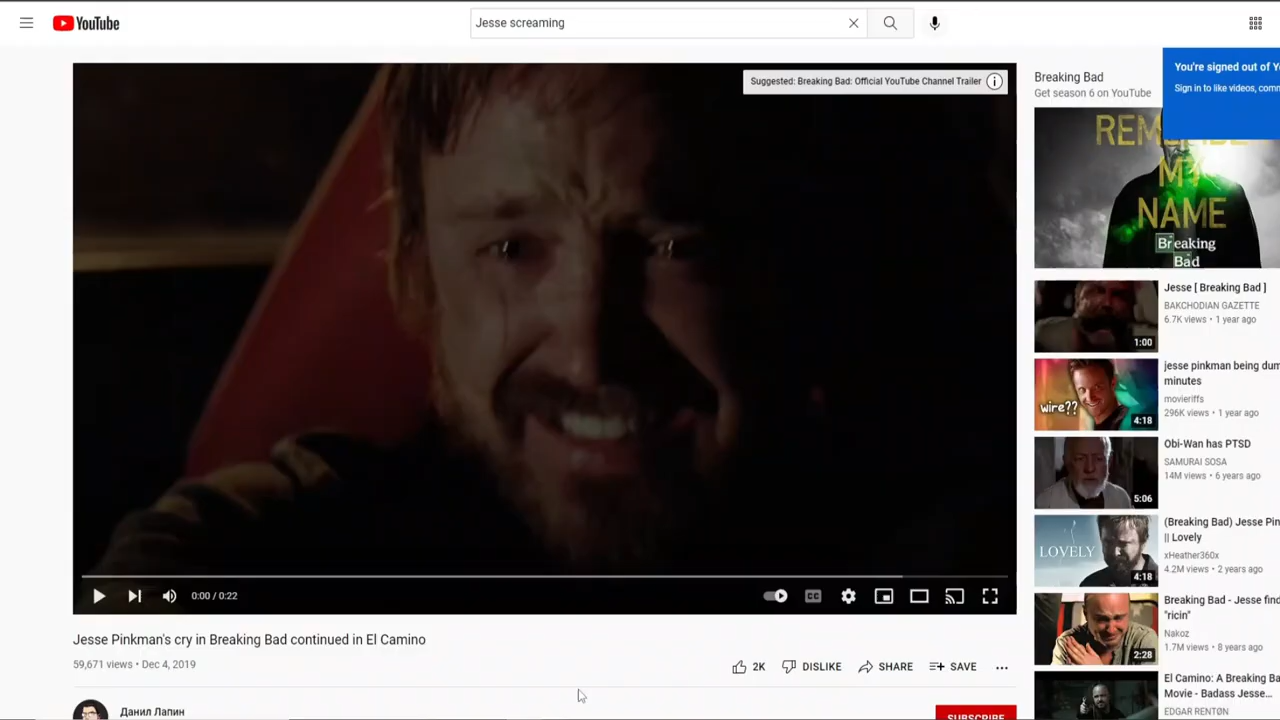 YouTube
Jesse screaming
Suggested: Breaking Bad: Official YouTube Channel Trailer
0:00 / 0:22
CC
Jesse Pinkman's cry in Breaking Bad continued in El Camino
59,671 views • Dec 4, 2019
2K
DISLIKE
SHARE
SAVE
Данил Лапин
SUBSCRIBE
You're signed out of Y
Sign in to like videos, comm
Breaking Bad
Get season 6 on YouTube
MY
NAME
Breaking
Bad
Jesse [ Breaking Bad ]
BAKCHODIAN GAZETTE
6.7K views • 1 year ago
1:00
jesse pinkman being dum
minutes
movieriffs
296K views • 1 year ago
wire??
4:18
Obi-Wan has PTSD
SAMURAI SOSA
14M views • 6 years ago
5:06
(Breaking Bad) Jesse Pin
|| Lovely
xHeather360x
4.2M views • 2 years ago
LOVELY
4:18
Breaking Bad - Jesse find
"ricin"
Nakoz
1.7M views • 8 years ago
2:28
El Camino: A Breaking Ba
Movie - Badass Jesse...
EDGAR RENTØN